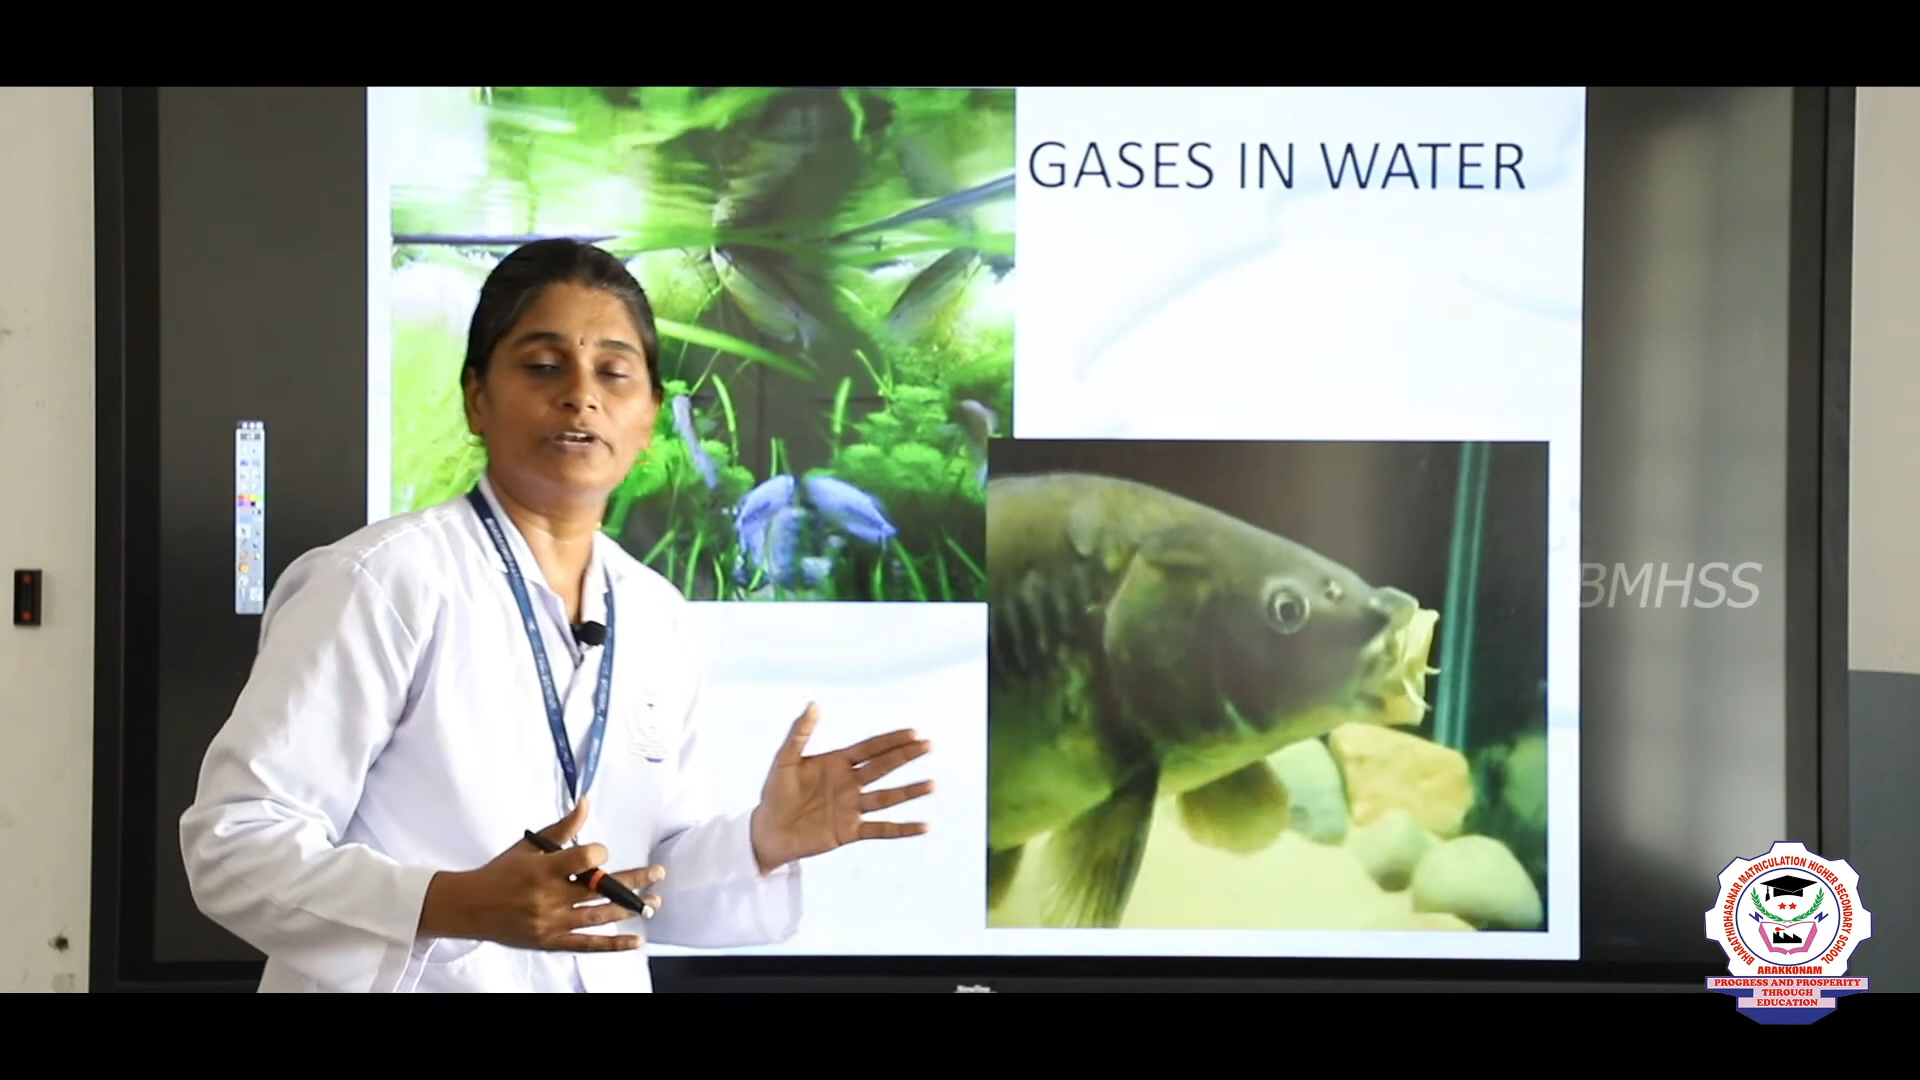 GASES IN WATER
BMHSS
BHARATHIDHASANAR MATRICULATION HIGHER SECONDARY SCHOOL
ARAKKONAM
PROGRESS AND PROSPERITY
THROUGH
EDUCATION